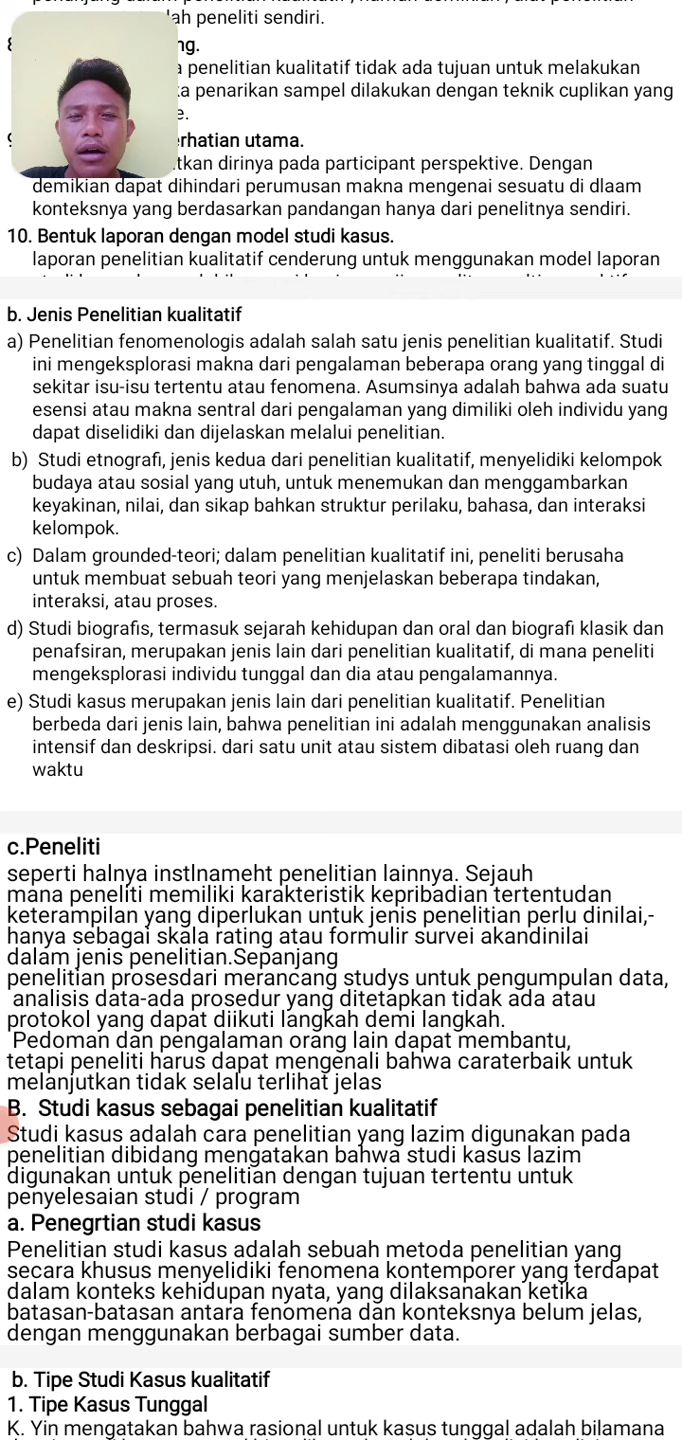 lah peneliti sendiri.
ng.
a penelitian kualitatif tidak ada tujuan untuk melakukan
ka penarikan sampel dilakukan dengan teknik cuplikan yang
e.
erhatian utama.
tkan dirinya pada participant perspektive. Dengan
demikian dapat dihindari perumusan makna mengenai sesuatu di dlaam
konteksnya yang berdasarkan pandangan hanya dari penelitnya sendiri.
10. Bentuk laporan dengan model studi kasus.
laporan penelitian kualitatif cenderung untuk menggunakan model laporan
b. Jenis Penelitian kualitatif
a) Penelitian fenomenologis adalah salah satu jenis penelitian kualitatif. Studi
ini mengeksplorasi makna dari pengalaman beberapa orang yang tinggal di
sekitar isu-isu tertentu atau fenomena. Asumsinya adalah bahwa ada suatu
esensi atau makna sentral dari pengalaman yang dimiliki oleh individu yang
dapat diselidiki dan dijelaskan melalui penelitian.
b) Studi etnografi, jenis kedua dari penelitian kualitatif, menyelidiki kelompok
budaya atau sosial yang utuh, untuk menemukan dan menggambarkan
keyakinan, nilai, dan sikap bahkan struktur perilaku, bahasa, dan interaksi
kelompok.
c) Dalam grounded-teori; dalam penelitian kualitatif ini, peneliti berusaha
untuk membuat sebuah teori yang menjelaskan beberapa tindakan,
interaksi, atau proses.
d) Studi biografis, termasuk sejarah kehidupan dan oral dan biografi klasik dan
penafsiran, merupakan jenis lain dari penelitian kualitatif, di mana peneliti
mengeksplorasi individu tunggal dan dia atau pengalamannya.
e) Studi kasus merupakan jenis lain dari penelitian kualitatif. Penelitian
berbeda dari jenis lain, bahwa penelitian ini adalah menggunakan analisis
intensif dan deskripsi. dari satu unit atau sistem dibatasi oleh ruang dan
waktu
c.Peneliti
seperti halnya instlnameht penelitian lainnya. Sejauh
mana peneliti memiliki karakteristik kepribadian tertentudan
keterampilan yang diperlukan untuk jenis penelitian perlu dinilai,-
hanya sebagai skala rating atau formulir survei akandinilai
dalam jenis penelitian.Sepanjang
penelitian prosesdari merancang studys untuk pengumpulan data,
analisis data-ada prosedur yang ditetapkan tidak ada atau
protokol yang dapat diikuti langkah demi langkah.
Pedoman dan pengalaman orang lain dapat membantu,
tetapi peneliti harus dapat mengenali bahwa caraterbaik untuk
melanjutkan tidak selalu terlihat jelas
B. Studi kasus sebagai penelitian kualitatif
Studi kasus adalah cara penelitian yang lazim digunakan pada
penelitian dibidang mengatakan bahwa studi kasus lazim
digunakan untuk penelitian dengan tujuan tertentu untuk
penyelesaian studi / program
a. Penegrtian studi kasus
Penelitian studi kasus adalah sebuah metoda penelitian yang
secara khusus menyelidiki fenomena kontemporer yang terdapat
dalam konteks kehidupan nyata, yang dilaksanakan ketika
batasan-batasan antara fenomena dan konteksnya belum jelas,
dengan menggunakan berbagai sumber data.
b. Tipe Studi Kasus kualitatif
1. Tipe Kasus Tunggal
K. Yin mengatakan bahwa rasional untuk kasus tunggal adalah bilamana